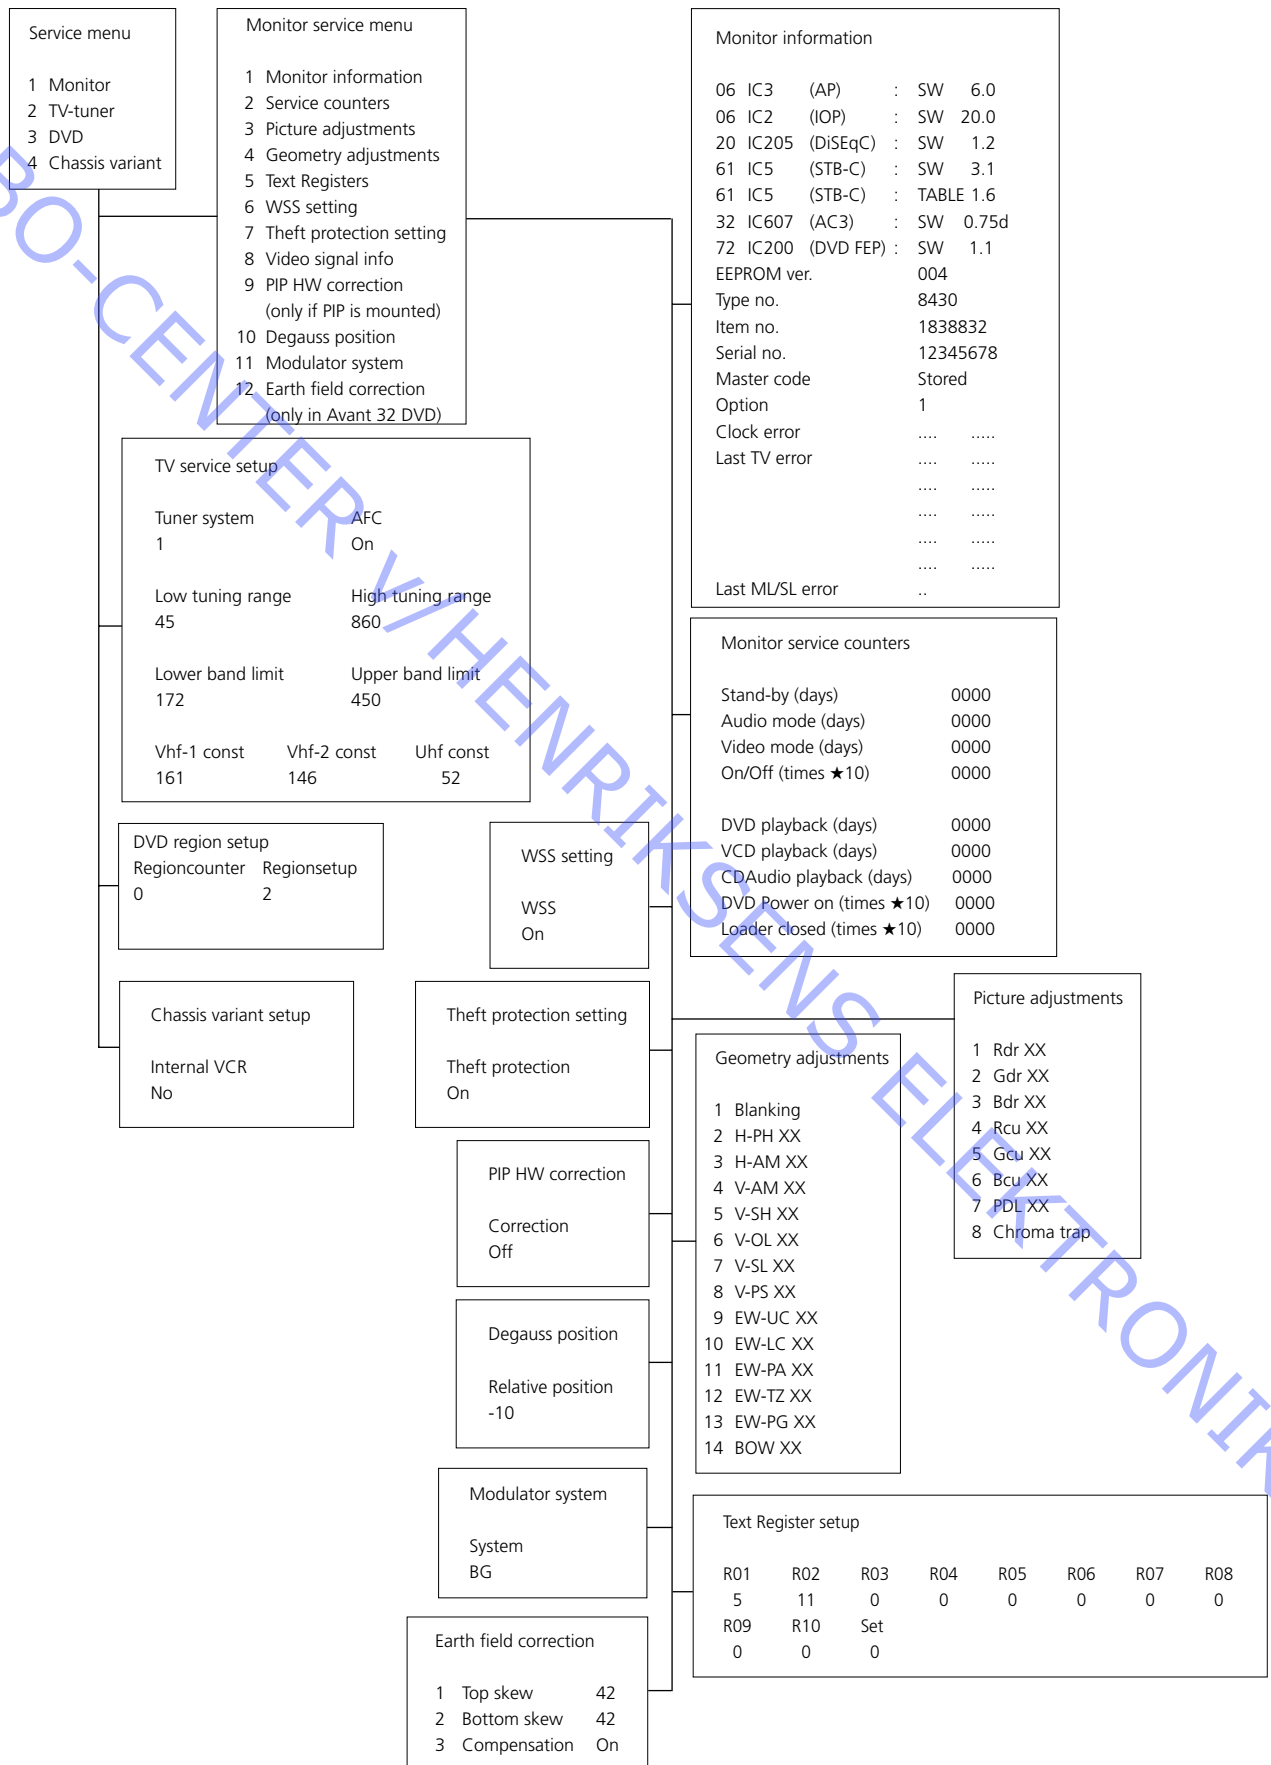 Service menu
1 Monitor
2 TV-tuner
3 DVD
4 Chassis variant
Monitor service menu
1 Monitor information
2 Service counters
3 Picture adjustments
4 Geometry adjustments
5 Text Registers
6 WSS setting
7 Theft protection setting
8 Video signal info
9 PIP HW correction
(only if PIP is mounted)
10 Degauss position
11 Modulator system
12 Earth field correction
(only in Avant 32 DVD)
Monitor information
06 IC3 (AP) : SW 6.0
06 IC2 (IOP) : SW 20.0
20 IC205 (DiSEqC) : SW 1.2
61 IC5 (STB-C) : SW 3.1
61 IC5 (STB-C) : TABLE 1.6
32 IC607 (AC3) : SW 0.75d
72 IC200 (DVD FEP) : SW 1.1
EEPROM ver. 004
Type no. 8430
Item no. 1838832
Serial no. 12345678
Master code Stored
Option 1
Clock error .... .....
Last TV error .... .....
.... .....
.... .....
.... .....
.... .....
Last ML/SL error ..
TV service setup
Tuner system AFC
1 On
Low tuning range High tuning range
45 860
Lower band limit Upper band limit
172 450
Vhf-1 const Vhf-2 const Uhf const
161 146 52
Monitor service counters
Stand-by (days) 0000
Audio mode (days) 0000
Video mode (days) 0000
On/Off (times ★10) 0000
DVD playback (days) 0000
VCD playback (days) 0000
CDAudio playback (days) 0000
DVD Power on (times ★10) 0000
Loader closed (times ★10) 0000
DVD region setup
Regioncounter Regionsetup
0 2
WSS setting
WSS
On
Chassis variant setup
Internal VCR
No
Theft protection setting
Theft protection
On
Picture adjustments
1 Rdr XX
2 Gdr XX
3 Bdr XX
4 Rcu XX
5 Gcu XX
6 Bcu XX
7 PDL XX
8 Chroma trap
Geometry adjustments
1 Blanking
2 H-PH XX
3 H-AM XX
4 V-AM XX
5 V-SH XX
6 V-OL XX
7 V-SL XX
8 V-PS XX
9 EW-UC XX
10 EW-LC XX
11 EW-PA XX
12 EW-TZ XX
13 EW-PG XX
14 BOW XX
PIP HW correction
Correction
Off
Degauss position
Relative position
-10
Modulator system
System
BG
Text Register setup
R01 R02 R03 R04 R05 R06 R07 R08
5 11 0 0 0 0 0 0
R09 R10 Set
0 0 0
Earth field correction
1 Top skew 42
2 Bottom skew 42
3 Compensation On
BO-CENTER v/HENRIKSENS ELEKTRONIK